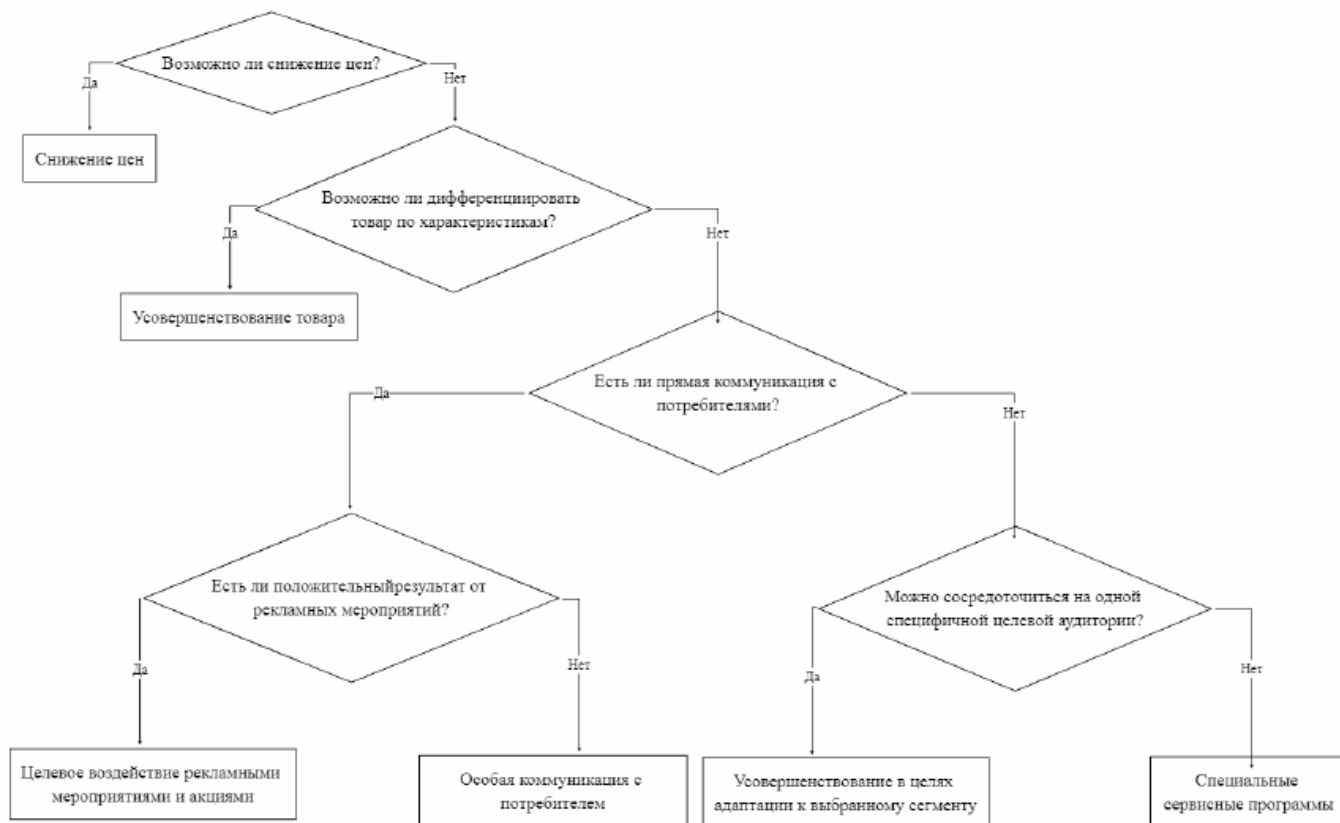 Возможно ли снижение цен?
Да
Нет
Снижение цен
Возможно ли дифференциировать
товар по характеристикам?
Да
Нет
Усовершенствование товара
Есть ли прямая коммуникация с
потребителями?
Да
Нет
Есть ли положительныйрезультат от
рекламных мероприятий?
Можно сосредоточиться на одной
специфичной целевой аудитории?
Да
Нет
Да
Нет
Целевое воздействие рекламными
мероприятиями и акциями
Особая коммуникация с
потребителем
Усовершенствование в целях
адаптации к выбранному сегменту
Специальные
сервисные программы